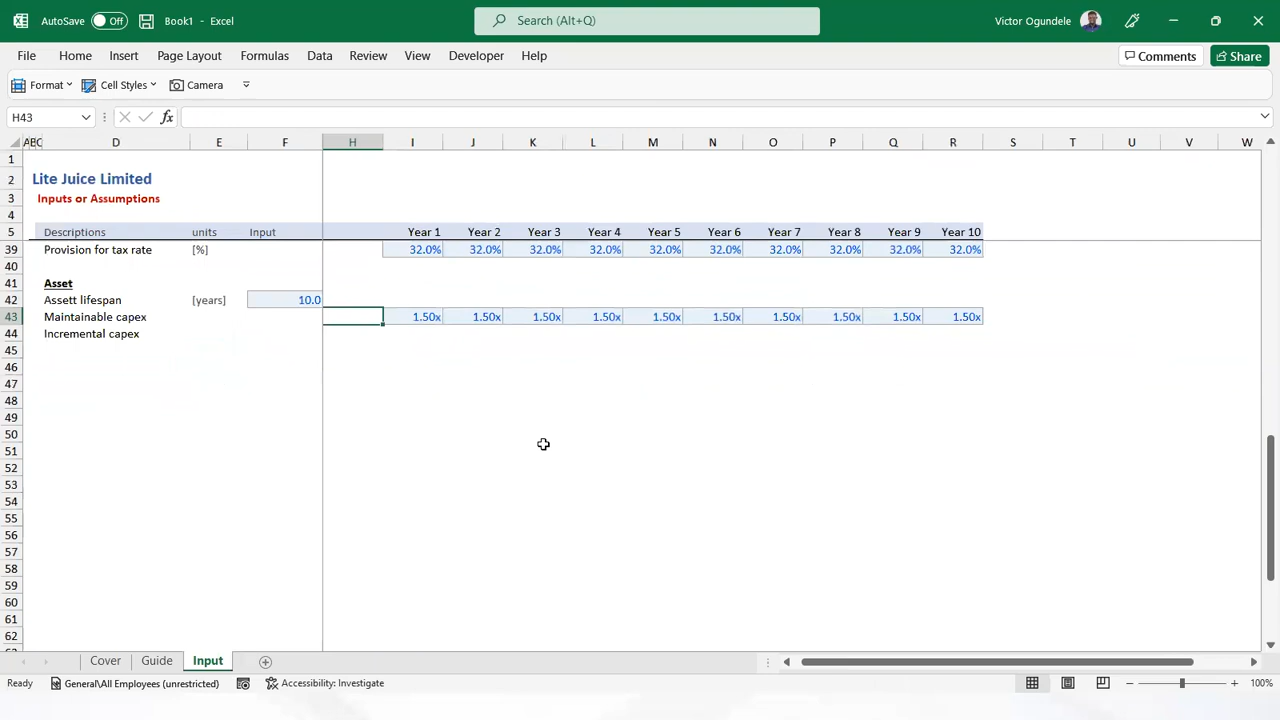 AutoSave Off Book1 - Excel Search (Alt+Q) Victor Ogundele
File Home Insert Page Layout Formulas Data Review View Developer Help Comments Share
Format Cell Styles Camera
H43 fx
A B C D E F H I J K L M N O P Q R S T U V W
1
2 Lite Juice Limited
3 Inputs or Assumptions
4
5 Descriptions units Input Year 1 Year 2 Year 3 Year 4 Year 5 Year 6 Year 7 Year 8 Year 9 Year 10
39 Provision for tax rate [%] 32.0% 32.0% 32.0% 32.0% 32.0% 32.0% 32.0% 32.0% 32.0% 32.0%
40
41 Asset
42 Assett lifespan [years] 10.0
43 Maintainable capex 1.50x 1.50x 1.50x 1.50x 1.50x 1.50x 1.50x 1.50x 1.50x 1.50x
44 Incremental capex
45
46
47
48
49
50
51
52
53
54
55
56
57
58
59
60
61
62
Cover Guide Input
Ready General\All Employees (unrestricted) Accessibility: Investigate 100%